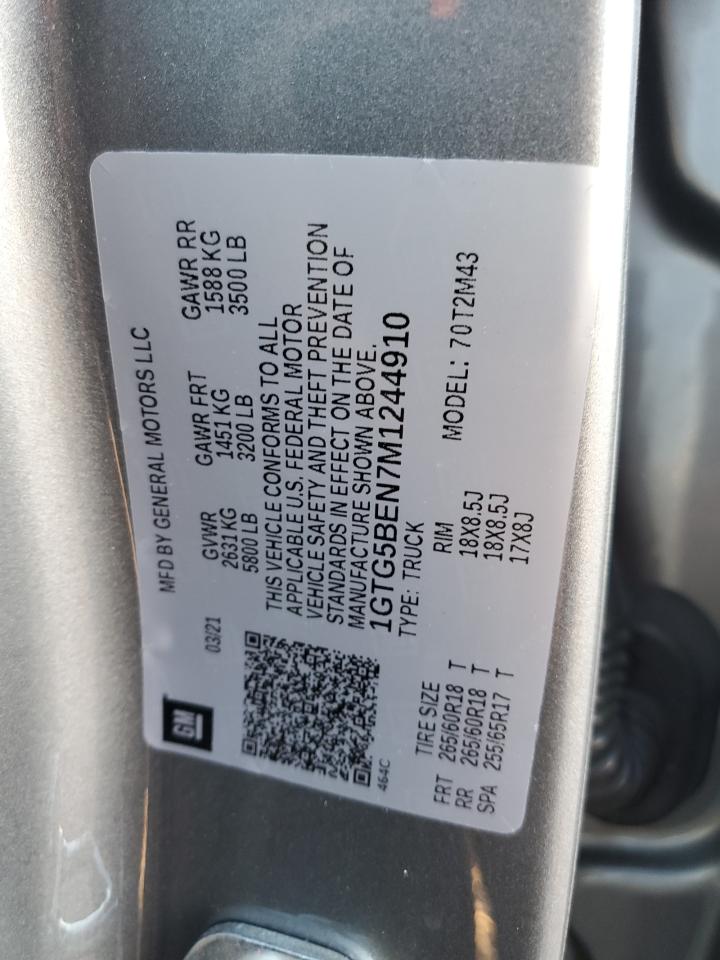 GM
MFD BY GENERAL MOTORS LLC
03/21
GVWR GAWR FRT GAWR RR
2631 KG 1451 KG 1588 KG
5800 LB 3200 LB 3500 LB
THIS VEHICLE CONFORMS TO ALL
APPLICABLE U.S. FEDERAL MOTOR
VEHICLE SAFETY AND THEFT PREVENTION
STANDARDS IN EFFECT ON THE DATE OF
MANUFACTURE SHOWN ABOVE.
1GTG5BEN7M1244910
464C
TYPE: TRUCK MODEL: 70T2M43
TIRE SIZE RIM
FRT 265/60R18 T 18X8.5J
RR 265/60R18 T 18X8.5J
SPA 255/65R17 T 17X8J